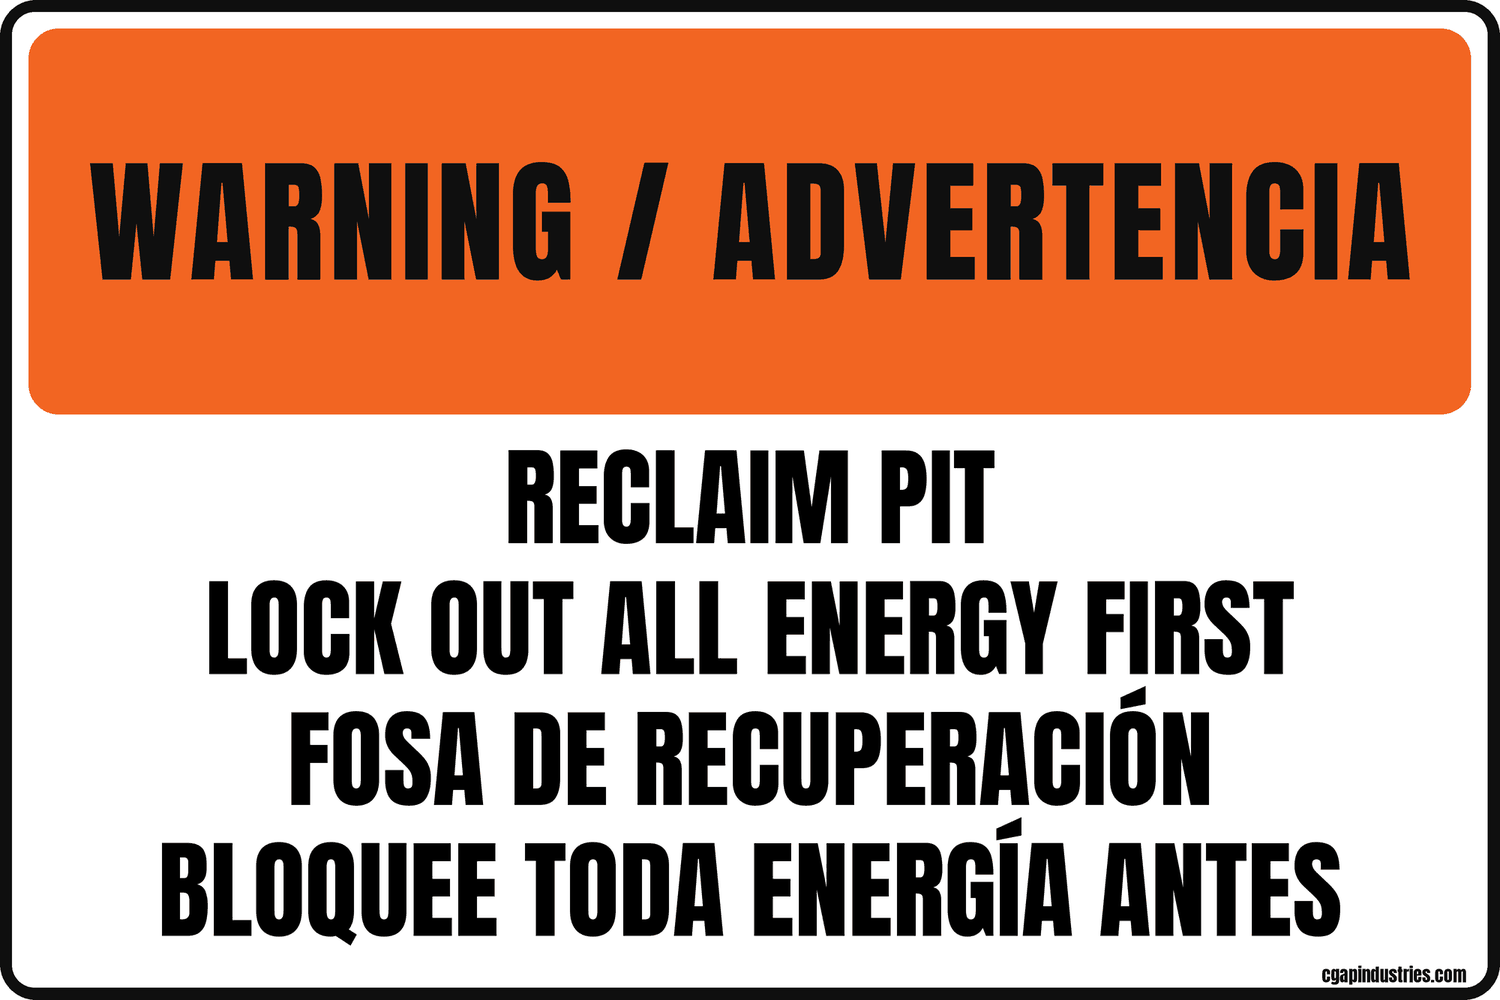 WARNING / ADVERTENCIA
RECLAIM PIT
LOCK OUT ALL ENERGY FIRST
FOSA DE RECUPERACIÓN
BLOQUEE TODA ENERGÍA ANTES
cgapindustries.com